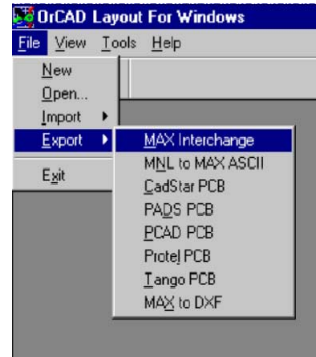 OrCAD Layout For Windows
File View Tools Help
New
Open...
Import
Export
Exit
MAX Interchange
MNL to MAX ASCII
CadStar PCB
PADS PCB
PCAD PCB
Protel PCB
Tango PCB
MAX to DXF